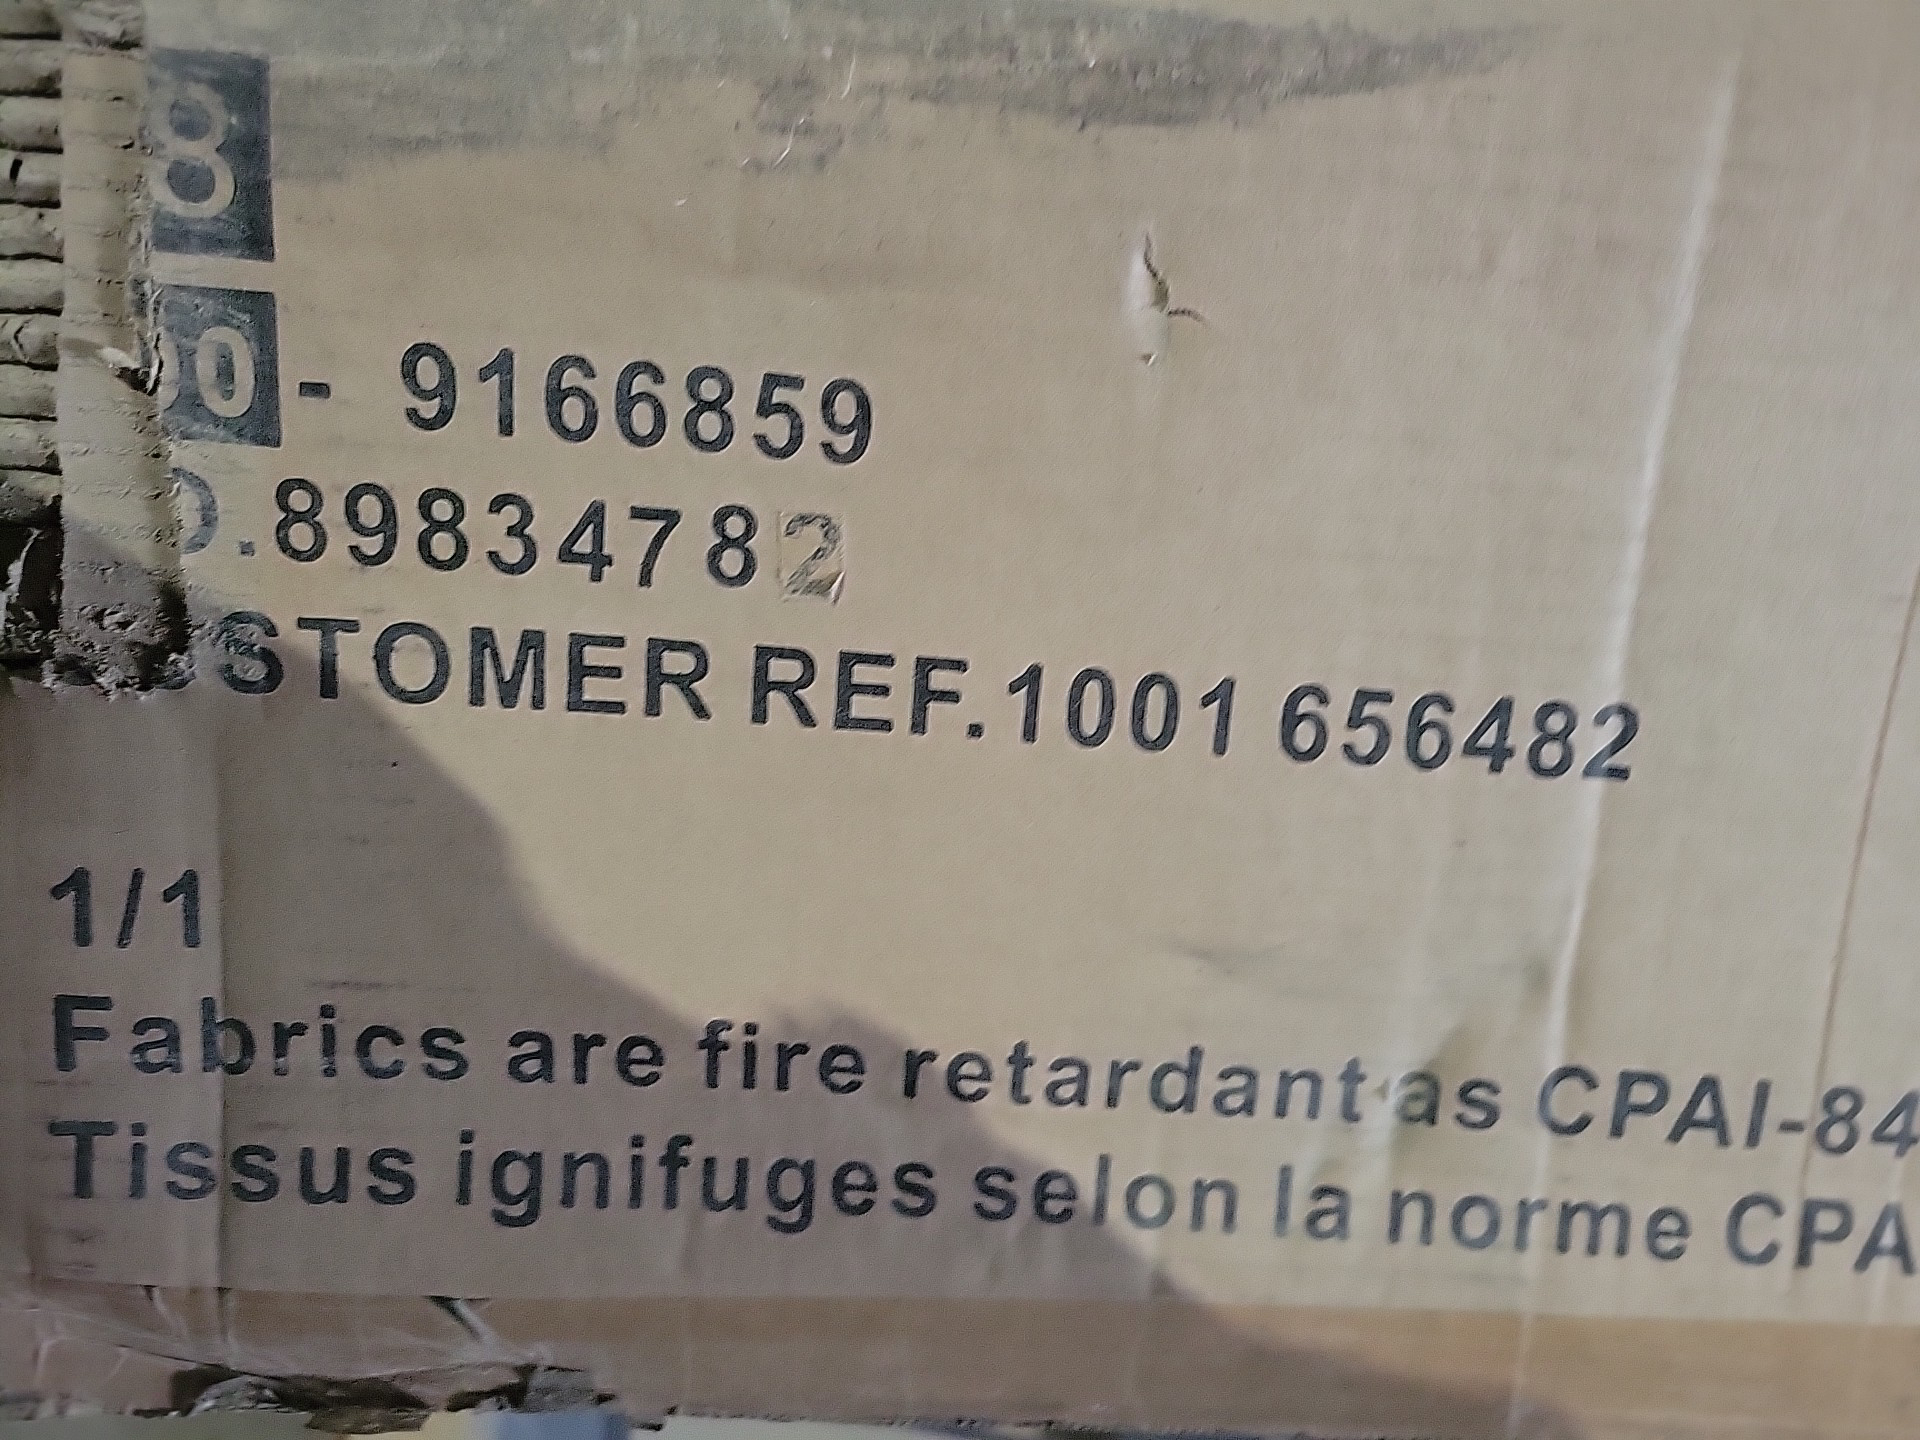 8
0 - 9166859
.89834782
STOMER REF.1001 656482
1/1
Fabrics are fire retardant as CPAI-84
Tissus ignifuges selon la norme CPA